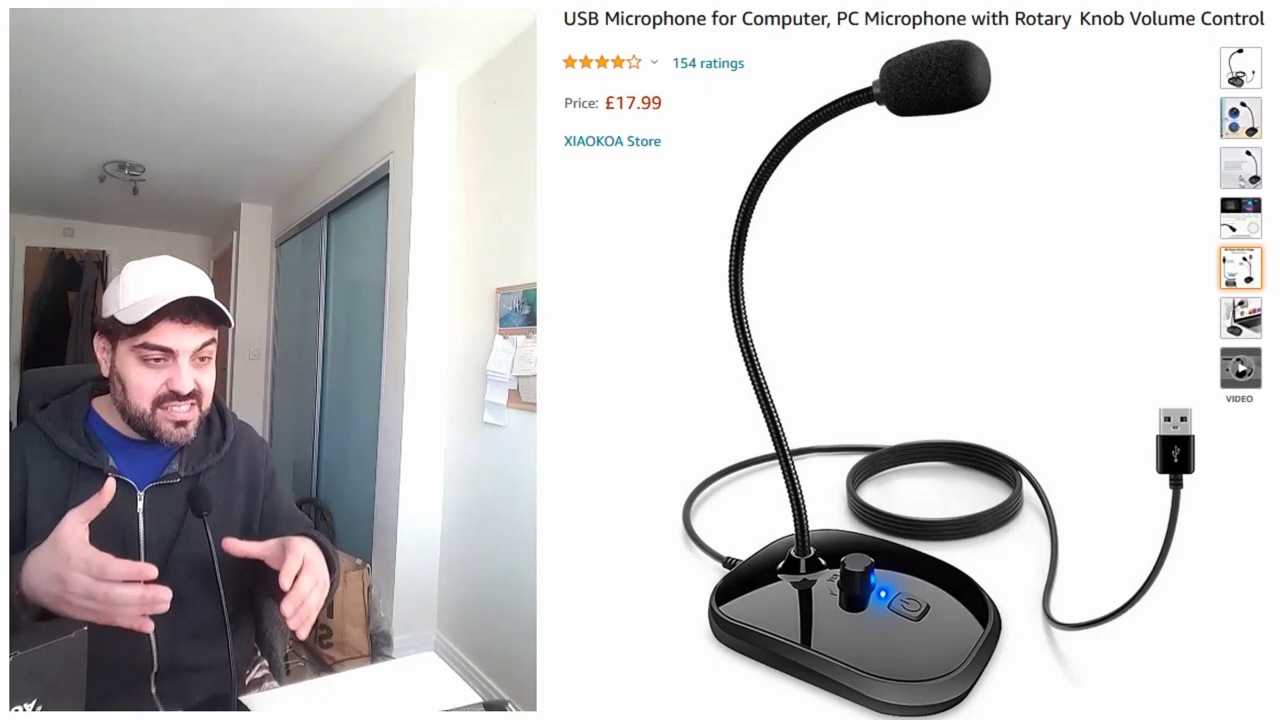 USB Microphone for Computer, PC Microphone with Rotary Knob Volume Control
154 ratings
Price: £17.99
XIAOKOA Store
VIDEO